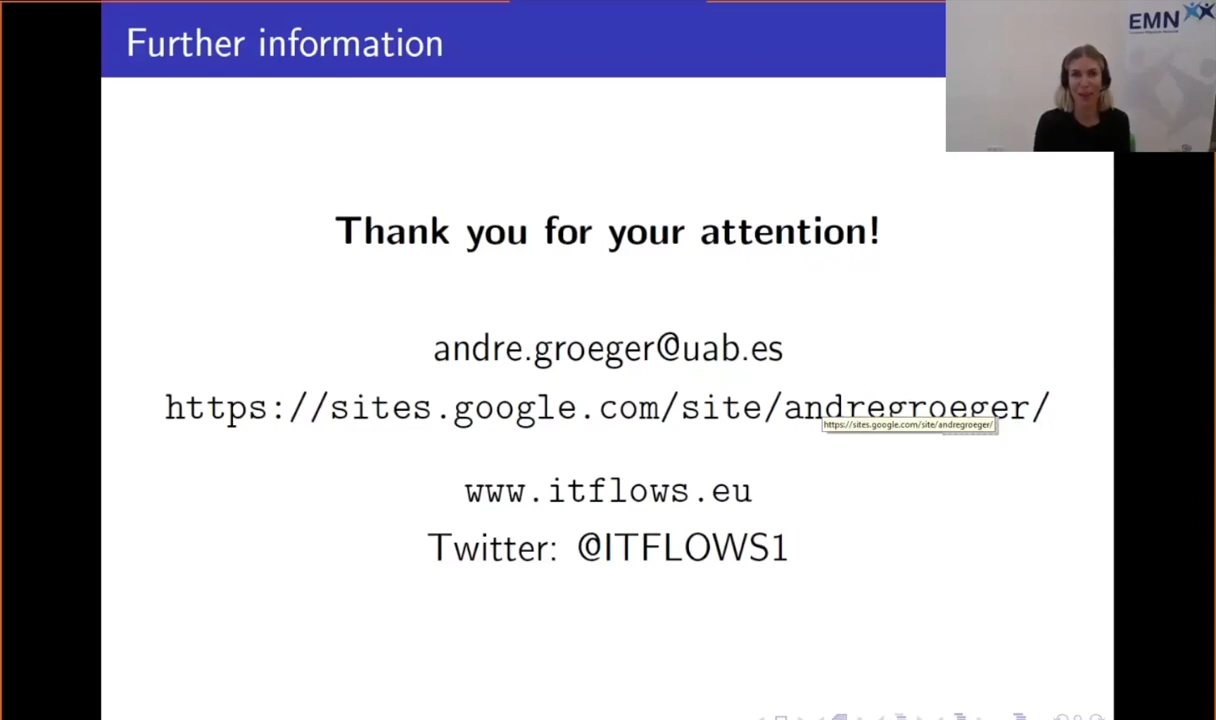 Further information
EMN
Thank you for your attention!
andre.groeger@uab.es
https://sites.google.com/site/andregroeger/
https://sites.google.com/site/andregroeger/
www.itflows.eu
Twitter: @ITFLOWS1